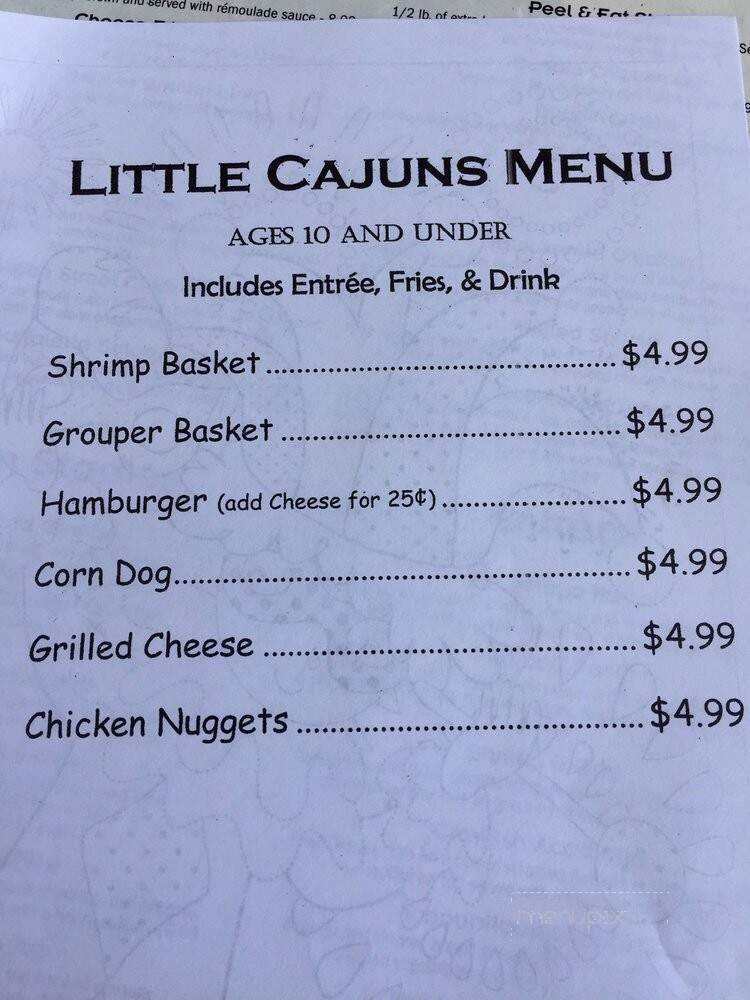 served with rémoulade sauce
1/2 lb. of
Peel & Eat
LITTLE CAJUNS MENU
AGES 10 AND UNDER
Includes Entrée, Fries, & Drink
Shrimp Basket........................................$4.99
Grouper Basket........................................$4.99
Hamburger (add Cheese for 25¢)........................$4.99
Corn Dog........................................$4.99
Grilled Cheese........................................$4.99
Chicken Nuggets........................................$4.99
menupix